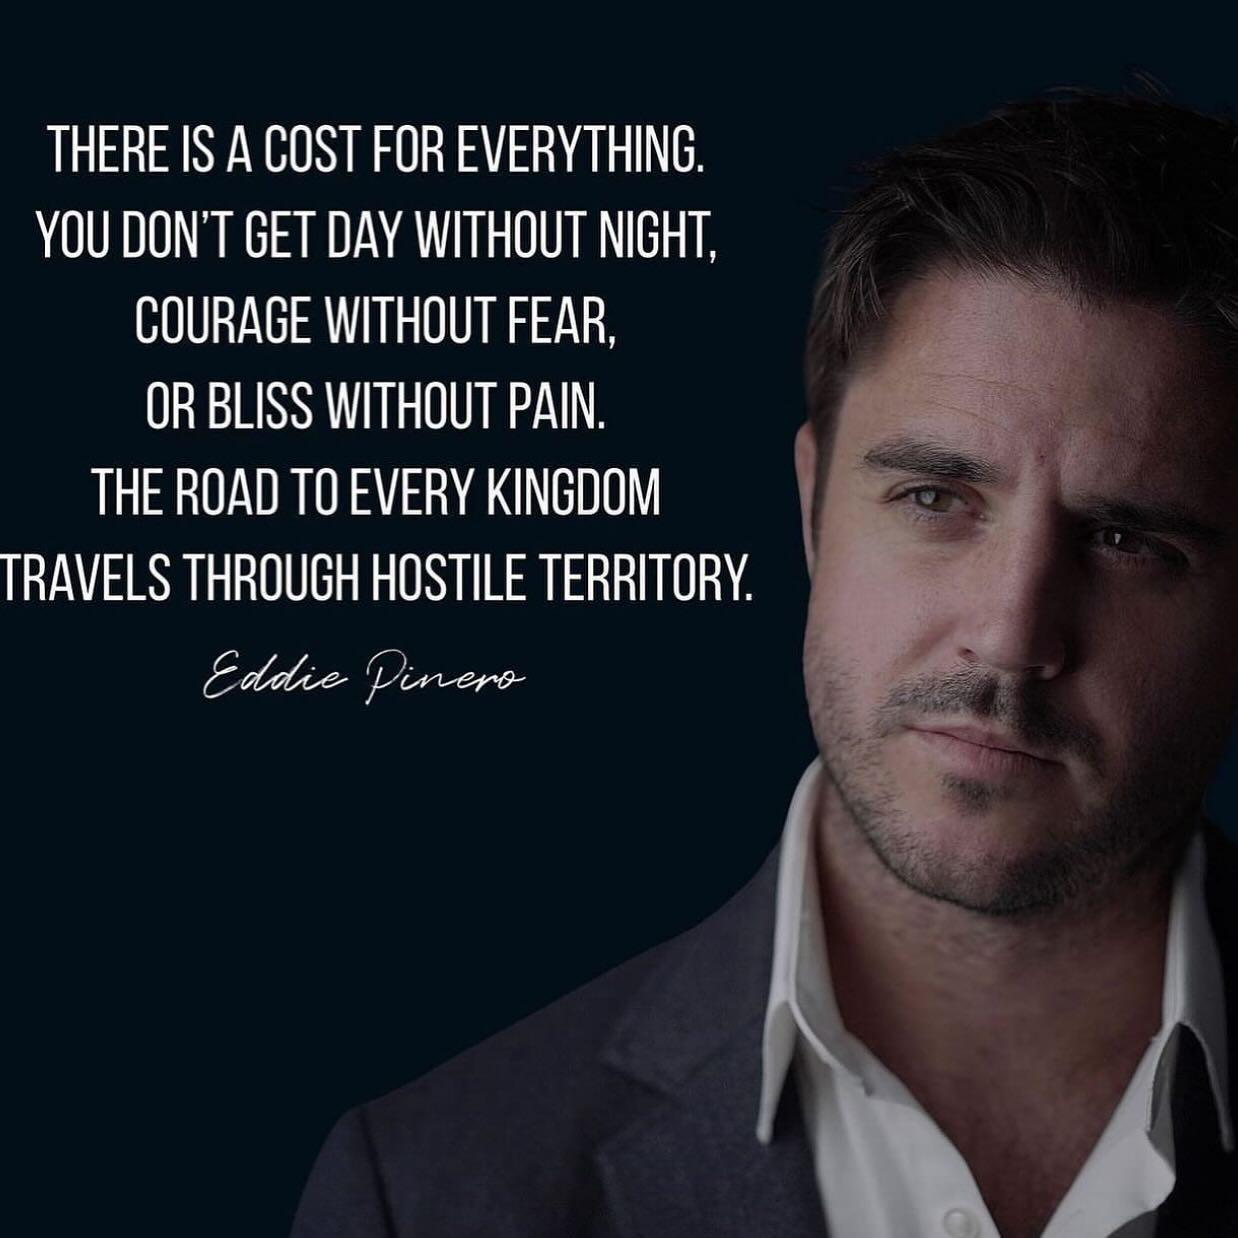 THERE IS A COST FOR EVERYTHING.
YOU DON'T GET DAY WITHOUT NIGHT,
COURAGE WITHOUT FEAR,
OR BLISS WITHOUT PAIN.
THE ROAD TO EVERY KINGDOM
TRAVELS THROUGH HOSTILE TERRITORY.
Eddie Pinero